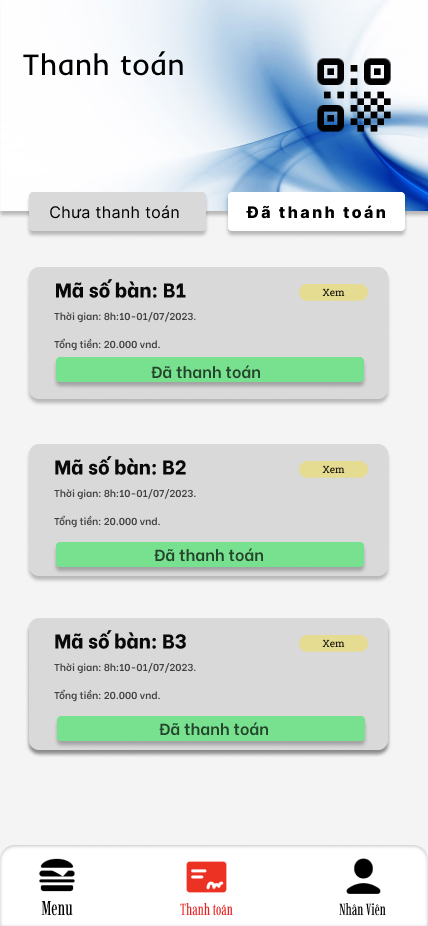 Thanh toán
Chưa thanh toán
Đã thanh toán
Mã số bàn: B1
Xem
Thời gian: 8h:10-01/07/2023.
Tổng tiền: 20.000 vnd.
Đã thanh toán
Mã số bàn: B2
Xem
Thời gian: 8h:10-01/07/2023.
Tổng tiền: 20.000 vnd.
Đã thanh toán
Mã số bàn: B3
Xem
Thời gian: 8h:10-01/07/2023.
Tổng tiền: 20.000 vnd.
Đã thanh toán
Menu
Thanh toán
Nhân Viên